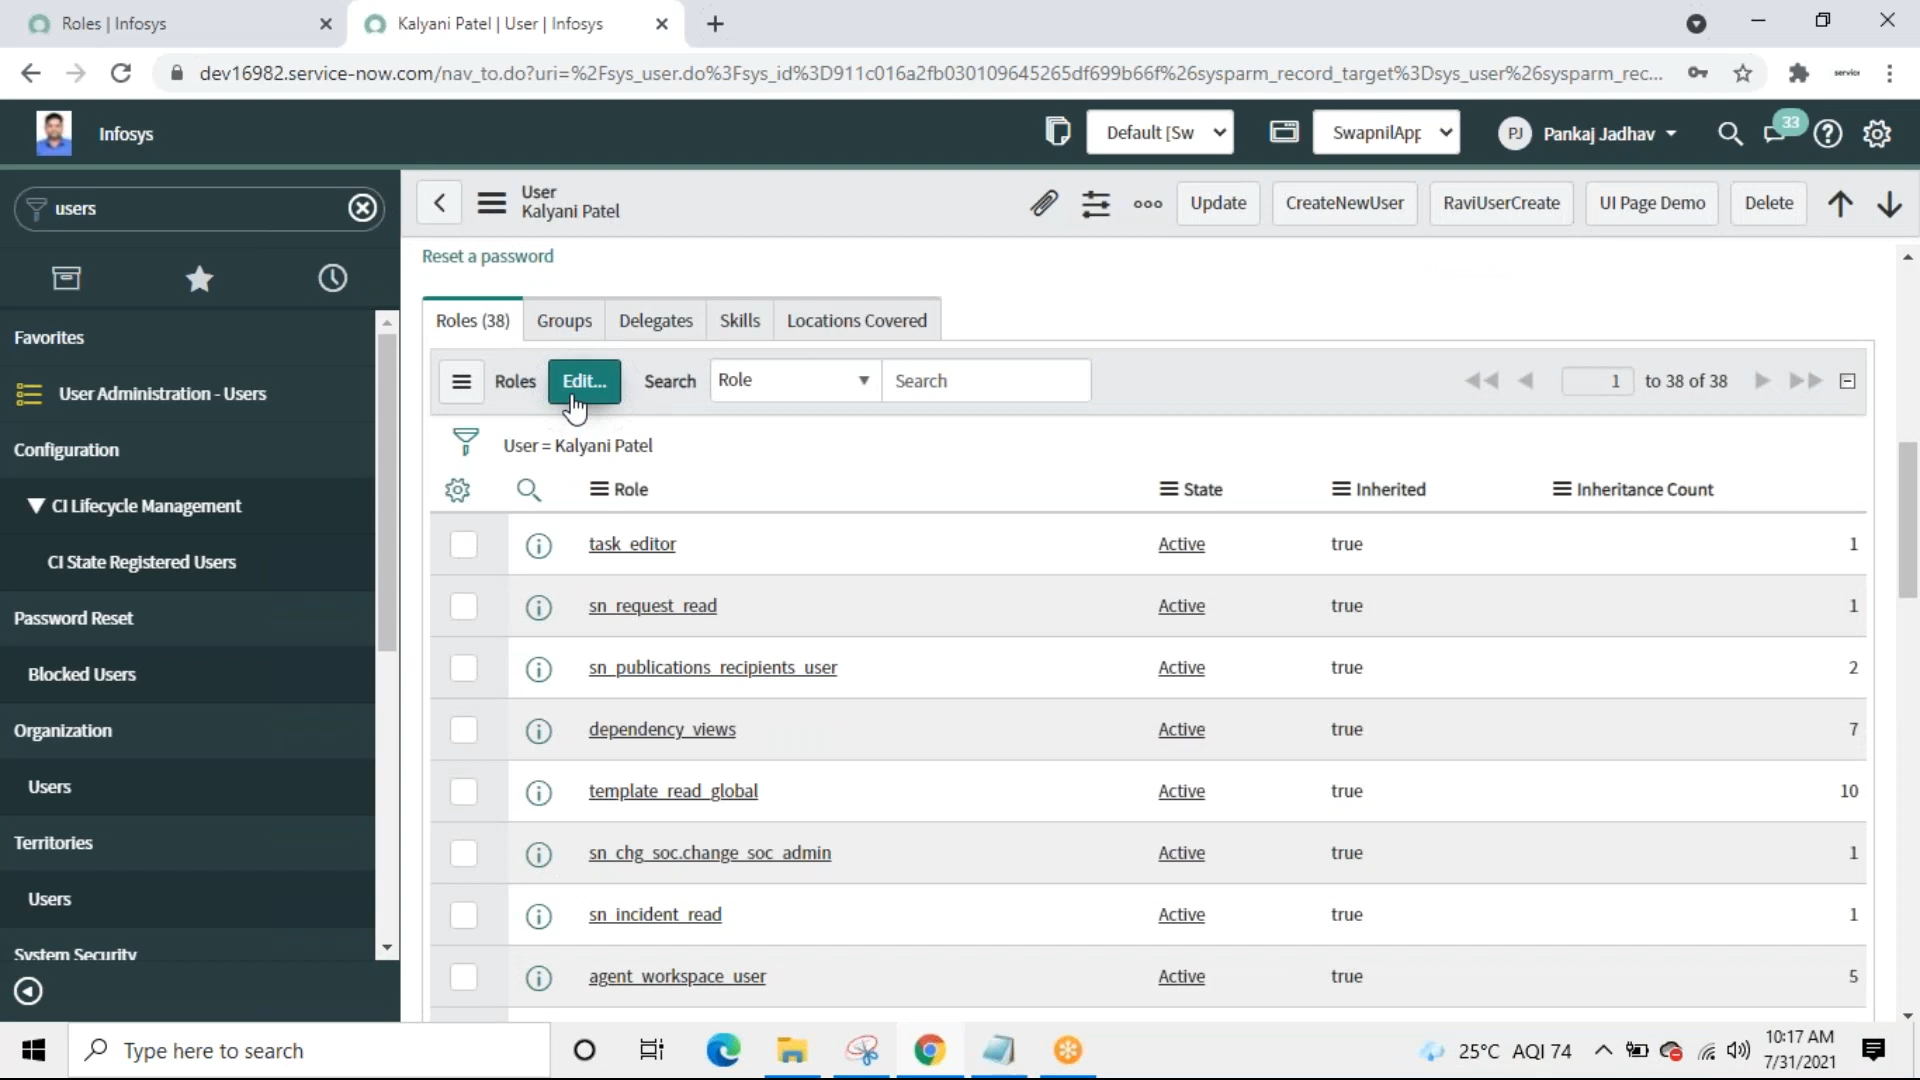 Roles | Infosys
Kalyani Patel | User | Infosys
dev16982.service-now.com/nav_to.do?uri=%2Fsys_user.do%3Fsys_id%3D911c016a2fb030109645265df699b66f%26sysparm_record_target%3Dsys_user%26sysparm_rec...
service
Infosys
Default [Sw
SwapnilApp
PJ
Pankaj Jadhav
33
users
User
Kalyani Patel
Update
CreateNewUser
RaviUserCreate
UI Page Demo
Delete
Favorites
User Administration - Users
Configuration
CI Lifecycle Management
CI State Registered Users
Password Reset
Blocked Users
Organization
Users
Territories
Users
System Security
Reset a password
Roles (38)
Groups
Delegates
Skills
Locations Covered
Roles
Edit...
Search
Role
Search
1
to 38 of 38
User = Kalyani Patel
Role State Inherited Inheritance Count
task_editor Active true 1
sn_request_read Active true 1
sn_publications_recipients_user Active true 2
dependency_views Active true 7
template_read_global Active true 10
sn_chg_soc.change_soc_admin Active true 1
sn_incident_read Active true 1
agent_workspace_user Active true 5
Type here to search
25°C AQI 74
10:17 AM
7/31/2021